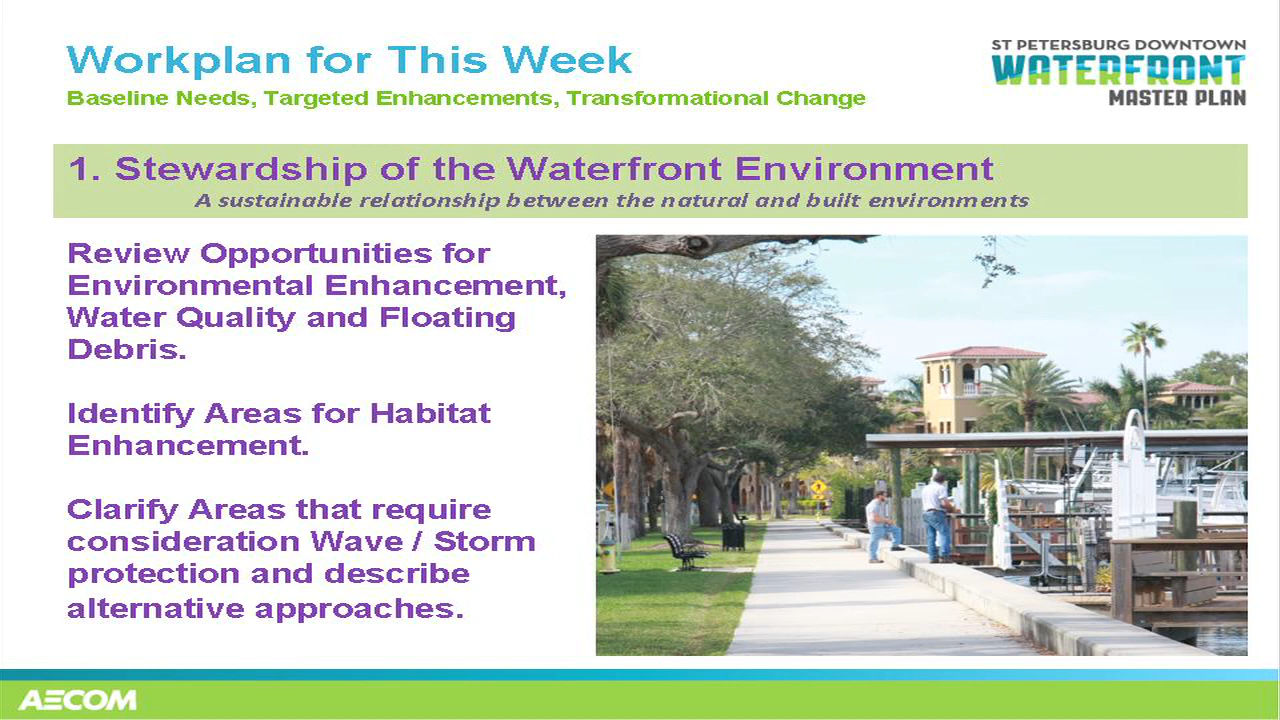 Workplan for This Week
Baseline Needs, Targeted Enhancements, Transformational Change
ST PETERSBURG DOWNTOWN
WATERFRONT
MASTER PLAN
1. Stewardship of the Waterfront Environment
A sustainable relationship between the natural and built environments
Review Opportunities for
Environmental Enhancement,
Water Quality and Floating
Debris.
Identify Areas for Habitat
Enhancement.
Clarify Areas that require
consideration Wave / Storm
protection and describe
alternative approaches.
AECOM